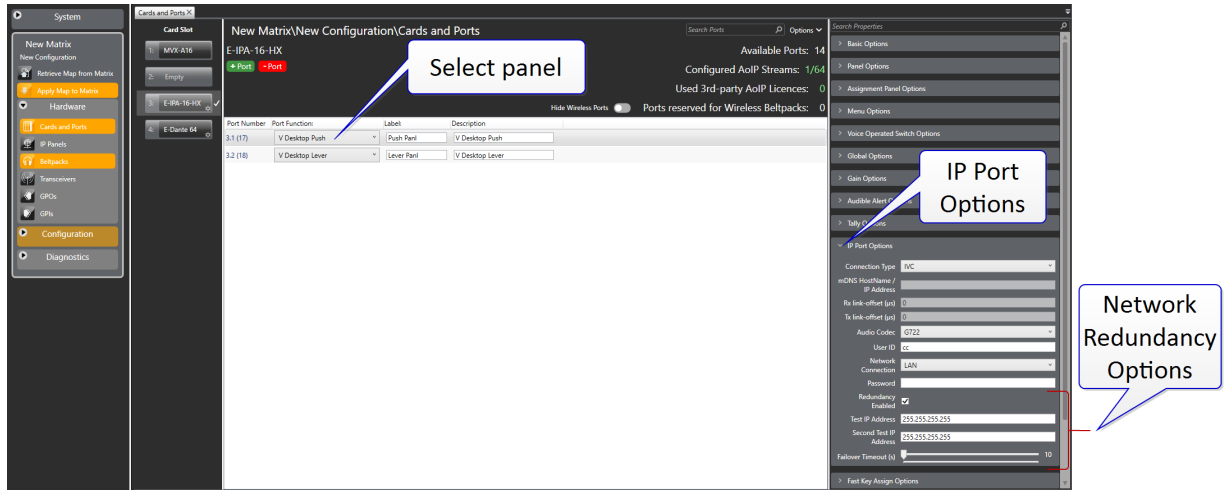 System
New Matrix
New Configuration
Retrieve Map from Matrix
Apply Map to Matrix
Hardware
Cards and Ports
IP Panels
Beltpacks
Transceivers
GPOs
GPIs
Configuration
Diagnostics
Cards and Ports
Card Slot
1: MVX-A16
2: Empty
3: E-IPA-16-HX
4: E-Dante 64
New Matrix\New Configuration\Cards and Ports
Search Ports
Options
E-IPA-16-HX
+ Port - Port
Available Ports: 14
Configured AoIP Streams: 1/64
Used 3rd-party AoIP Licences: 0
Hide Wireless Ports Ports reserved for Wireless Beltpacks: 0
Port Number Port Function: Label: Description
3.1 (17) V Desktop Push Push Panl V Desktop Push
3.2 (18) V Desktop Lever Lever Panl V Desktop Lever
Select panel
Search Properties
Basic Options
Panel Options
Assignment Panel Options
Menu Options
Voice Operated Switch Options
Global Options
Gain Options
Audible Alert
Tally
IP Port Options
Connection Type IVC
mDNS HostName /
IP Address
Rx link-offset (µs) 0
Tx link-offset (µs) 0
Audio Codec G722
User ID cc
Network
Connection LAN
Password
Redundancy
Enabled
Test IP Address 255.255.255.255
Second Test IP
Address 255.255.255.255
Failover Timeout (s) 10
Fast Key Assign Options
IP Port
Options
Network
Redundancy
Options